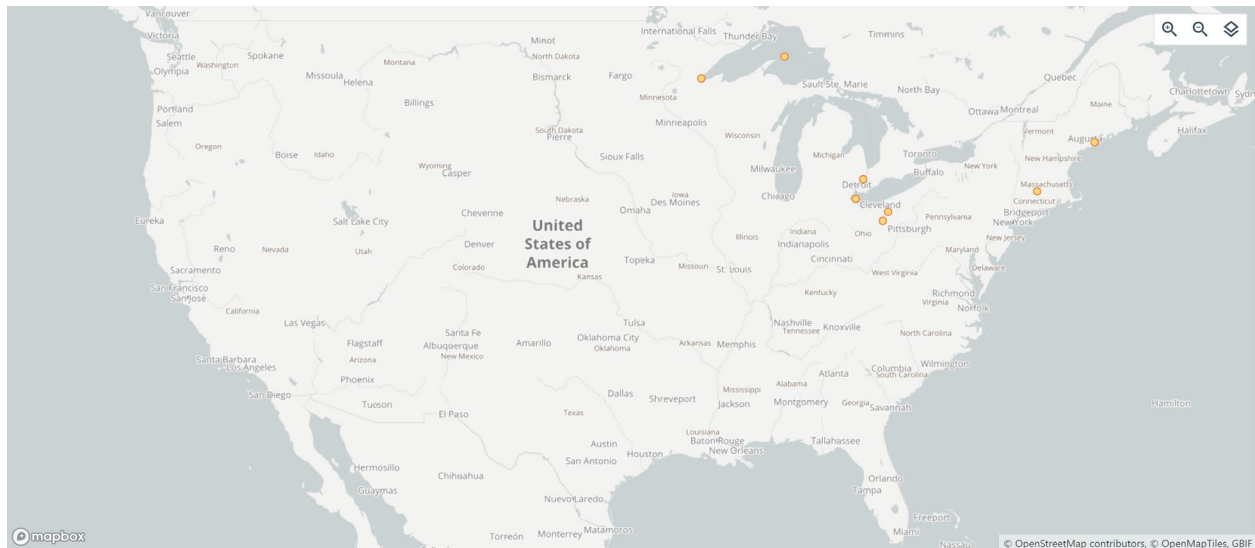 Vancouver
Victoria
Seattle
Olympia
Washington
Spokane
Portland
Salem
Oregon
Missoula
Helena
Montana
Billings
Minot
North Dakota
Bismarck
Fargo
International Falls
Thunder Bay
Timmins
Minnesota
Minneapolis
Sault Ste. Marie
North Bay
Quebec
Ottawa
Montreal
Maine
Charlottetown
Halifax
Augusta
Vermont
New Hampshire
Boise
Idaho
Wyoming
Casper
South Dakota
Pierre
Sioux Falls
Wisconsin
Milwaukee
Michigan
Toronto
Buffalo
New York
Detroit
Chicago
Cleveland
Massachusetts
Connecticut
Bridgeport
New York
Eureka
Reno
Nevada
Salt Lake City
Utah
Cheyenne
Nebraska
Iowa
Des Moines
Omaha
United
States of
America
Illinois
Indiana
Indianapolis
Ohio
Pittsburgh
Pennsylvania
New Jersey
Maryland
Delaware
Denver
Colorado
Kansas
Topeka
Missouri
St. Louis
Cincinnati
West Virginia
Kentucky
Richmond
Virginia
Norfolk
Sacramento
San Francisco
San José
California
Las Vegas
Santa Barbara
Los Angeles
San Diego
Flagstaff
Arizona
Phoenix
Tucson
Santa Fe
Albuquerque
New Mexico
El Paso
Amarillo
Tulsa
Oklahoma City
Oklahoma
Arkansas
Memphis
Nashville
Tennessee
Knoxville
North Carolina
Columbia
South Carolina
Wilmington
Atlanta
Alabama
Mississippi
Jackson
Montgomery
Georgia
Savannah
Dallas
Shreveport
Texas
Louisiana
Baton Rouge
New Orleans
Tallahassee
Austin
Houston
San Antonio
Orlando
Tampa
Freeport
Miami
Nassau
Hamilton
Hermosillo
Guaymas
Chihuahua
Nuevo Laredo
Torreón
Monterrey
Matamoros
mapbox
© OpenStreetMap contributors, © OpenMapTiles, GBIF